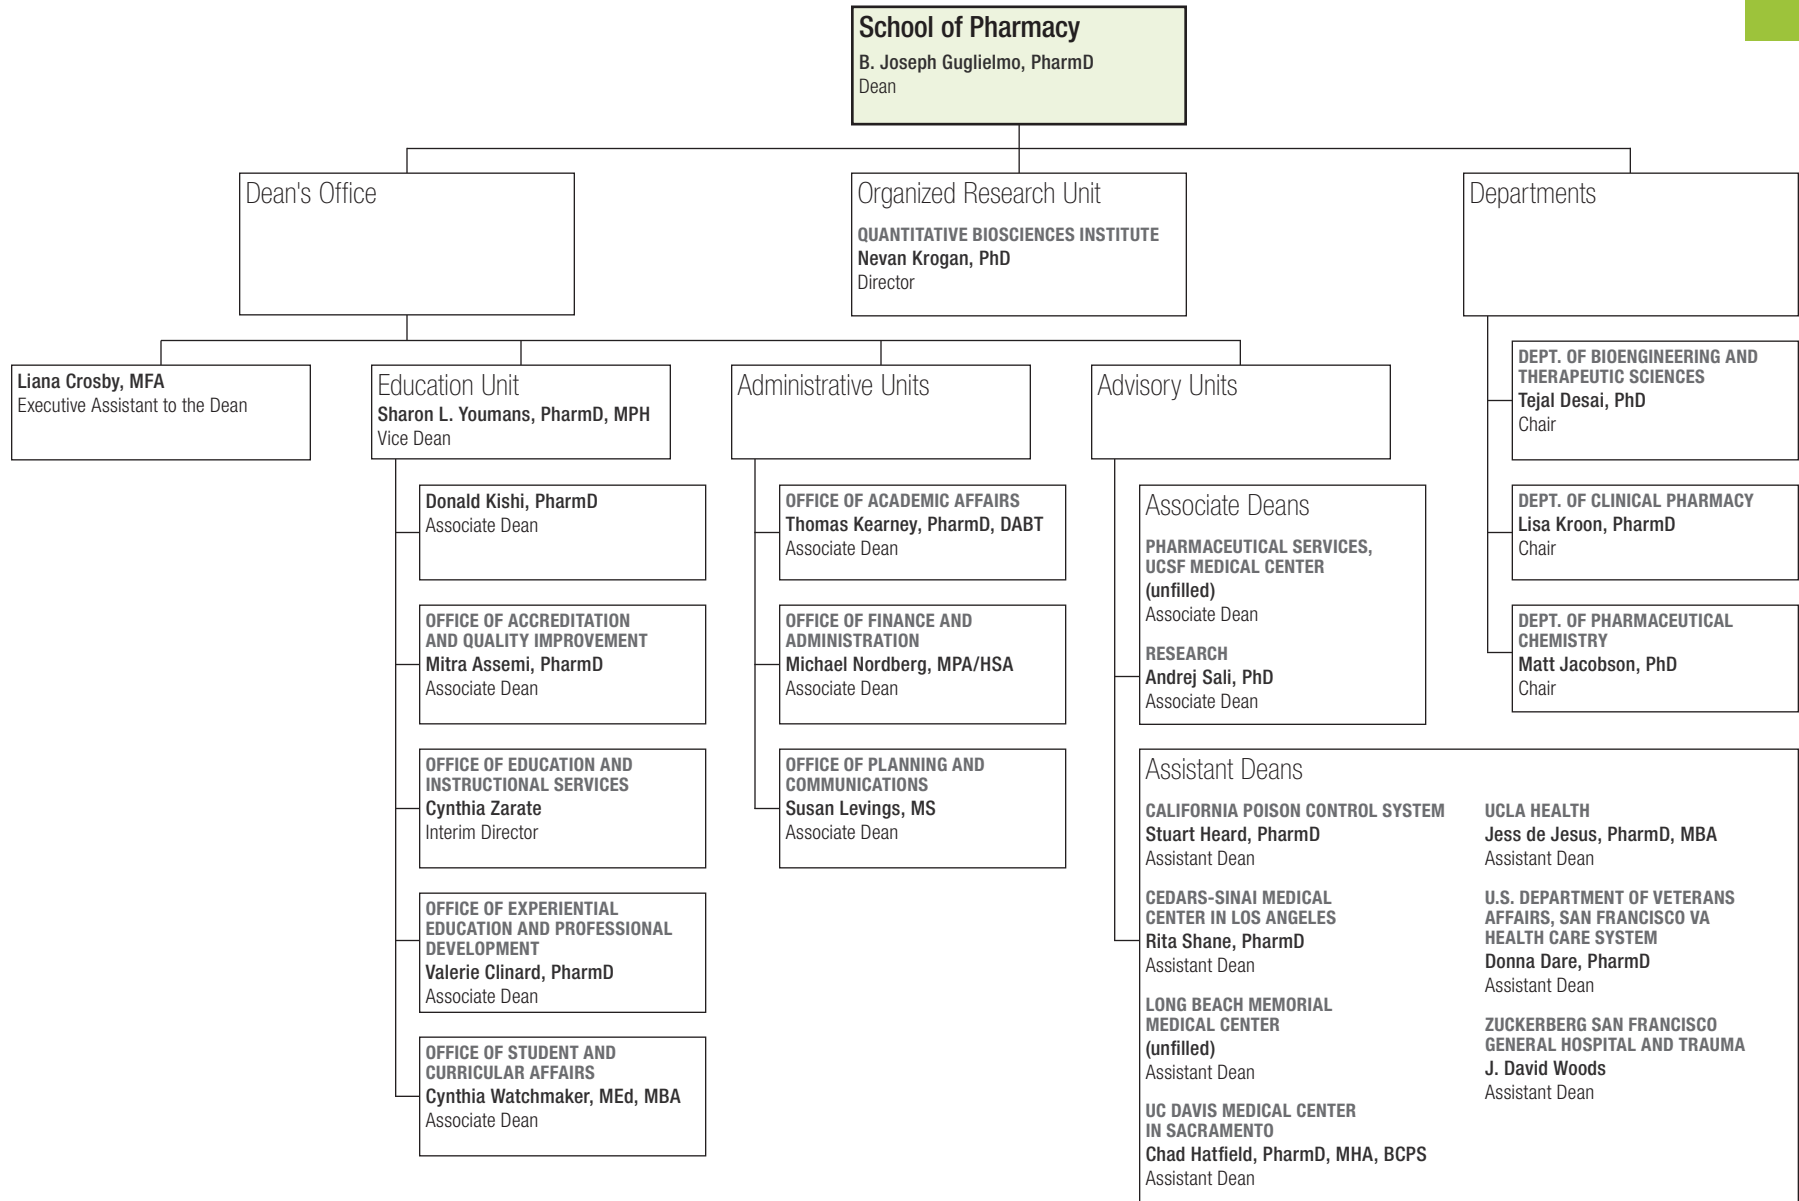 School of Pharmacy
B. Joseph Guglielmo, PharmD
Dean
Dean's Office
Organized Research Unit
QUANTITATIVE BIOSCIENCES INSTITUTE
Nevan Krogan, PhD
Director
Departments
Liana Crosby, MFA
Executive Assistant to the Dean
Education Unit
Sharon L. Youmans, PharmD, MPH
Vice Dean
Donald Kishi, PharmD
Associate Dean
OFFICE OF ACCREDITATION
AND QUALITY IMPROVEMENT
Mitra Assemi, PharmD
Associate Dean
OFFICE OF EDUCATION AND
INSTRUCTIONAL SERVICES
Cynthia Zarate
Interim Director
OFFICE OF EXPERIENTIAL
EDUCATION AND PROFESSIONAL
DEVELOPMENT
Valerie Clinard, PharmD
Associate Dean
OFFICE OF STUDENT AND
CURRICULAR AFFAIRS
Cynthia Watchmaker, MEd, MBA
Associate Dean
Administrative Units
OFFICE OF ACADEMIC AFFAIRS
Thomas Kearney, PharmD, DABT
Associate Dean
OFFICE OF FINANCE AND
ADMINISTRATION
Michael Nordberg, MPA/HSA
Associate Dean
OFFICE OF PLANNING AND
COMMUNICATIONS
Susan Levings, MS
Associate Dean
Advisory Units
Associate Deans
PHARMACEUTICAL SERVICES,
UCSF MEDICAL CENTER
(unfilled)
Associate Dean
RESEARCH
Andrej Sali, PhD
Associate Dean
Assistant Deans
CALIFORNIA POISON CONTROL SYSTEM
Stuart Heard, PharmD
Assistant Dean
CEDARS-SINAI MEDICAL
CENTER IN LOS ANGELES
Rita Shane, PharmD
Assistant Dean
LONG BEACH MEMORIAL
MEDICAL CENTER
(unfilled)
Assistant Dean
UC DAVIS MEDICAL CENTER
IN SACRAMENTO
Chad Hatfield, PharmD, MHA, BCPS
Assistant Dean
UCLA HEALTH
Jess de Jesus, PharmD, MBA
Assistant Dean
U.S. DEPARTMENT OF VETERANS
AFFAIRS, SAN FRANCISCO VA
HEALTH CARE SYSTEM
Donna Dare, PharmD
Assistant Dean
ZUCKERBERG SAN FRANCISCO
GENERAL HOSPITAL AND TRAUMA
J. David Woods
Assistant Dean
DEPT. OF BIOENGINEERING AND
THERAPEUTIC SCIENCES
Tejal Desai, PhD
Chair
DEPT. OF CLINICAL PHARMACY
Lisa Kroon, PharmD
Chair
DEPT. OF PHARMACEUTICAL
CHEMISTRY
Matt Jacobson, PhD
Chair